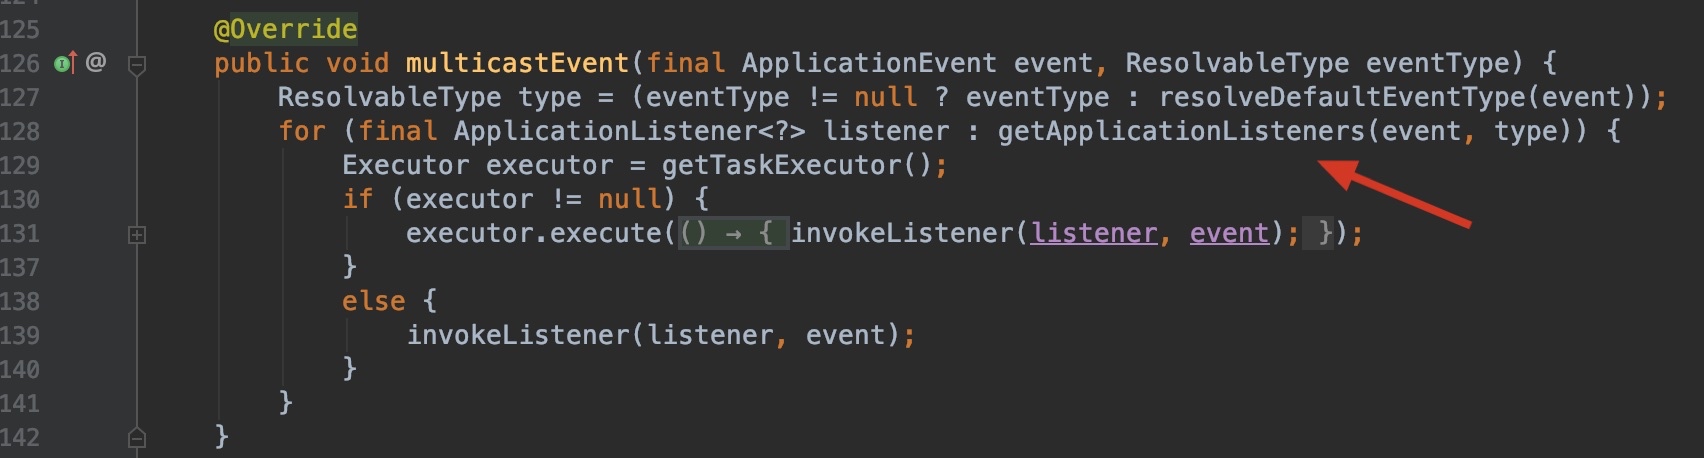 125 @Override
126 @ public void multicastEvent(final ApplicationEvent event, ResolvableType eventType) {
127 ResolvableType type = (eventType != null ? eventType : resolveDefaultEventType(event));
128 for (final ApplicationListener<?> listener : getApplicationListeners(event, type)) {
129 Executor executor = getTaskExecutor();
130 if (executor != null) {
131 executor.execute(() → { invokeListener(listener, event); });
137 }
138 else {
139 invokeListener(listener, event);
140 }
141 }
142 }